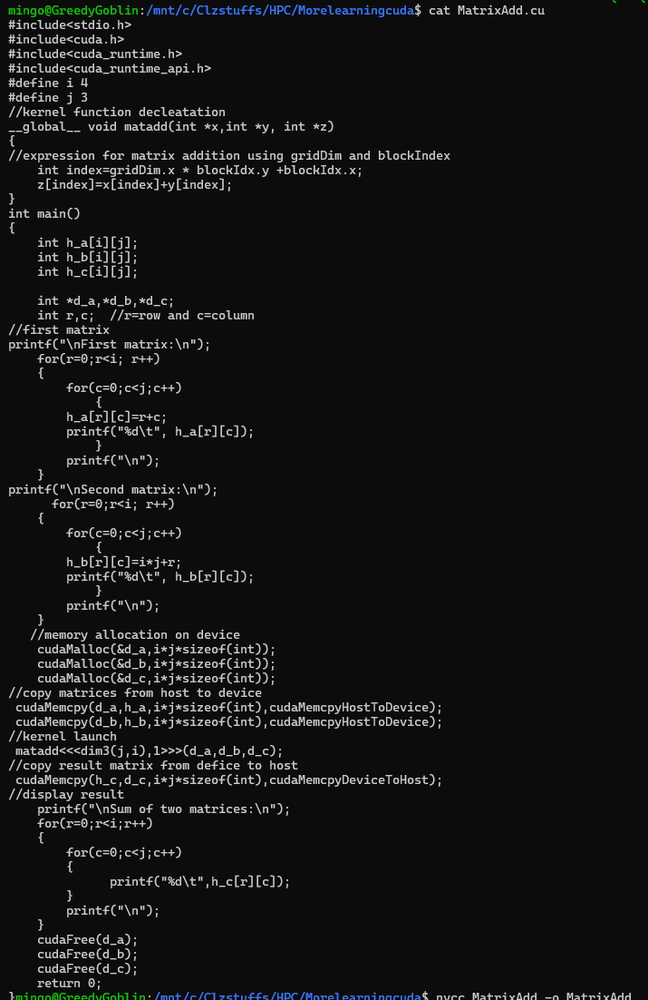 mingo@GreedyGoblin:/mnt/c/Clzstuffs/HPC/Morelearningcuda$ cat MatrixAdd.cu
#include<stdio.h>
#include<cuda.h>
#include<cuda_runtime.h>
#include<cuda_runtime_api.h>
#define i 4
#define j 3
//kernel function decleatation
__global__ void matadd(int *x,int *y, int *z)
{
//expression for matrix addition using gridDim and blockIndex
    int index=gridDim.x * blockIdx.y +blockIdx.x;
    z[index]=x[index]+y[index];
}
int main()
{
    int h_a[i][j];
    int h_b[i][j];
    int h_c[i][j];

    int *d_a,*d_b,*d_c;
    int r,c;  //r=row and c=column
//first matrix
printf("\nFirst matrix:\n");
    for(r=0;r<i; r++)
    {
        for(c=0;c<j;c++)
            {
        h_a[r][c]=r+c;
        printf("%d\t", h_a[r][c]);
            }
        printf("\n");
    }
printf("\nSecond matrix:\n");
      for(r=0;r<i; r++)
    {
        for(c=0;c<j;c++)
            {
        h_b[r][c]=i*j+r;
        printf("%d\t", h_b[r][c]);
            }
        printf("\n");
    }
   //memory allocation on device
    cudaMalloc(&d_a,i*j*sizeof(int));
    cudaMalloc(&d_b,i*j*sizeof(int));
    cudaMalloc(&d_c,i*j*sizeof(int));
//copy matrices from host to device
 cudaMemcpy(d_a,h_a,i*j*sizeof(int),cudaMemcpyHostToDevice);
 cudaMemcpy(d_b,h_b,i*j*sizeof(int),cudaMemcpyHostToDevice);
//kernel launch
 matadd<<<dim3(j,i),1>>>(d_a,d_b,d_c);
//copy result matrix from defice to host
 cudaMemcpy(h_c,d_c,i*j*sizeof(int),cudaMemcpyDeviceToHost);
//display result
    printf("\nSum of two matrices:\n");
    for(r=0;r<i;r++)
    {
        for(c=0;c<j;c++)
        {
              printf("%d\t",h_c[r][c]);
        }
        printf("\n");
    }
    cudaFree(d_a);
    cudaFree(d_b);
    cudaFree(d_c);
    return 0;
}mingo@GreedyGoblin:/mnt/c/Clzstuffs/HPC/Morelearningcuda$ nvcc MatrixAdd -o MatrixAdd